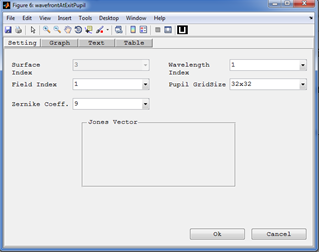 Figure 6: wavefrontAtExitPupil
File Edit View Insert Tools Desktop Window Help
Setting Graph Text Table
Surface Index 3 Wavelength Index 1
Field Index 1 Pupil GridSize 32x32
Zernike Coeff. 9
Jones Vector
Ok Cancel